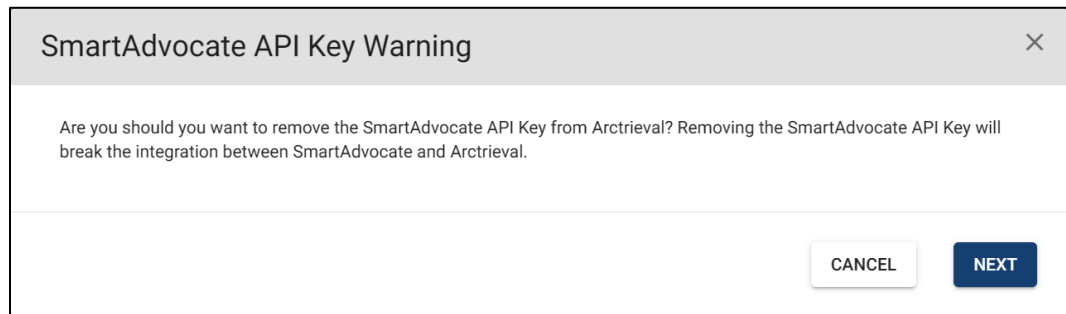 SmartAdvocate API Key Warning
Are you should you want to remove the SmartAdvocate API Key from Arctrieval? Removing the SmartAdvocate API Key will
break the integration between SmartAdvocate and Arctrieval.
CANCEL NEXT